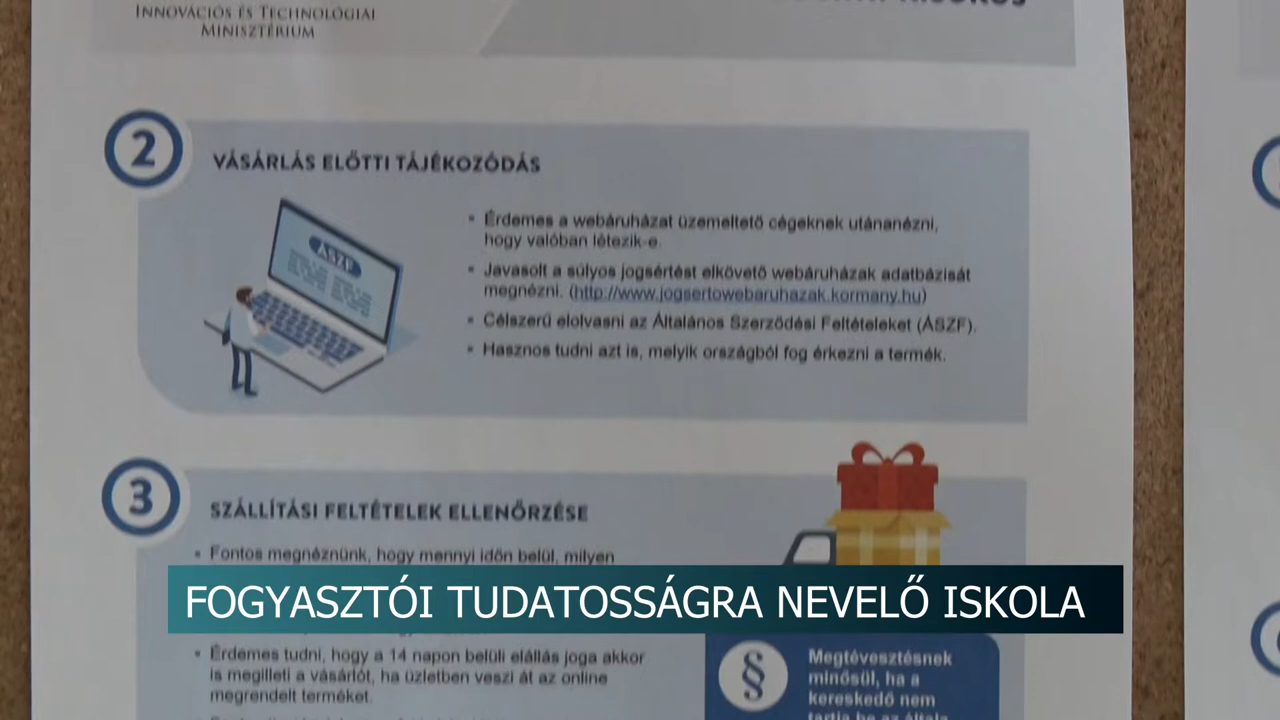 INNOVÁCIÓS ÉS TECHNOLÓGIAI
MINISZTÉRIUM
2
VÁSÁRLÁS ELŐTTI TÁJÉKOZÓDÁS
ÁSZF
• Érdemes a webáruházat üzemeltető cégeknek utánanézni,
hogy valóban létezik-e.
• Javasolt a súlyos jogsértést elkövető webáruházak adatbázisát
megnézni. (http://www.jogsertowebaruhazak.kormany.hu)
• Célszerű elolvasni az Általános Szerződési Feltételeket (ÁSZF).
• Hasznos tudni azt is, melyik országból fog érkezni a termék.
3
SZÁLLÍTÁSI FELTÉTELEK ELLENŐRZÉSE
• Fontos megnéznünk, hogy mennyi időn belül, milyen
FOGYASZTÓI TUDATOSSÁGRA NEVELŐ ISKOLA
• Érdemes tudni, hogy a 14 napon belüli elállás joga akkor
is megilleti a vásárlót, ha üzletben veszi át az online
megrendelt terméket.
§
Megtévesztésnek
minősül, ha a
kereskedő nem
tartja be az általa